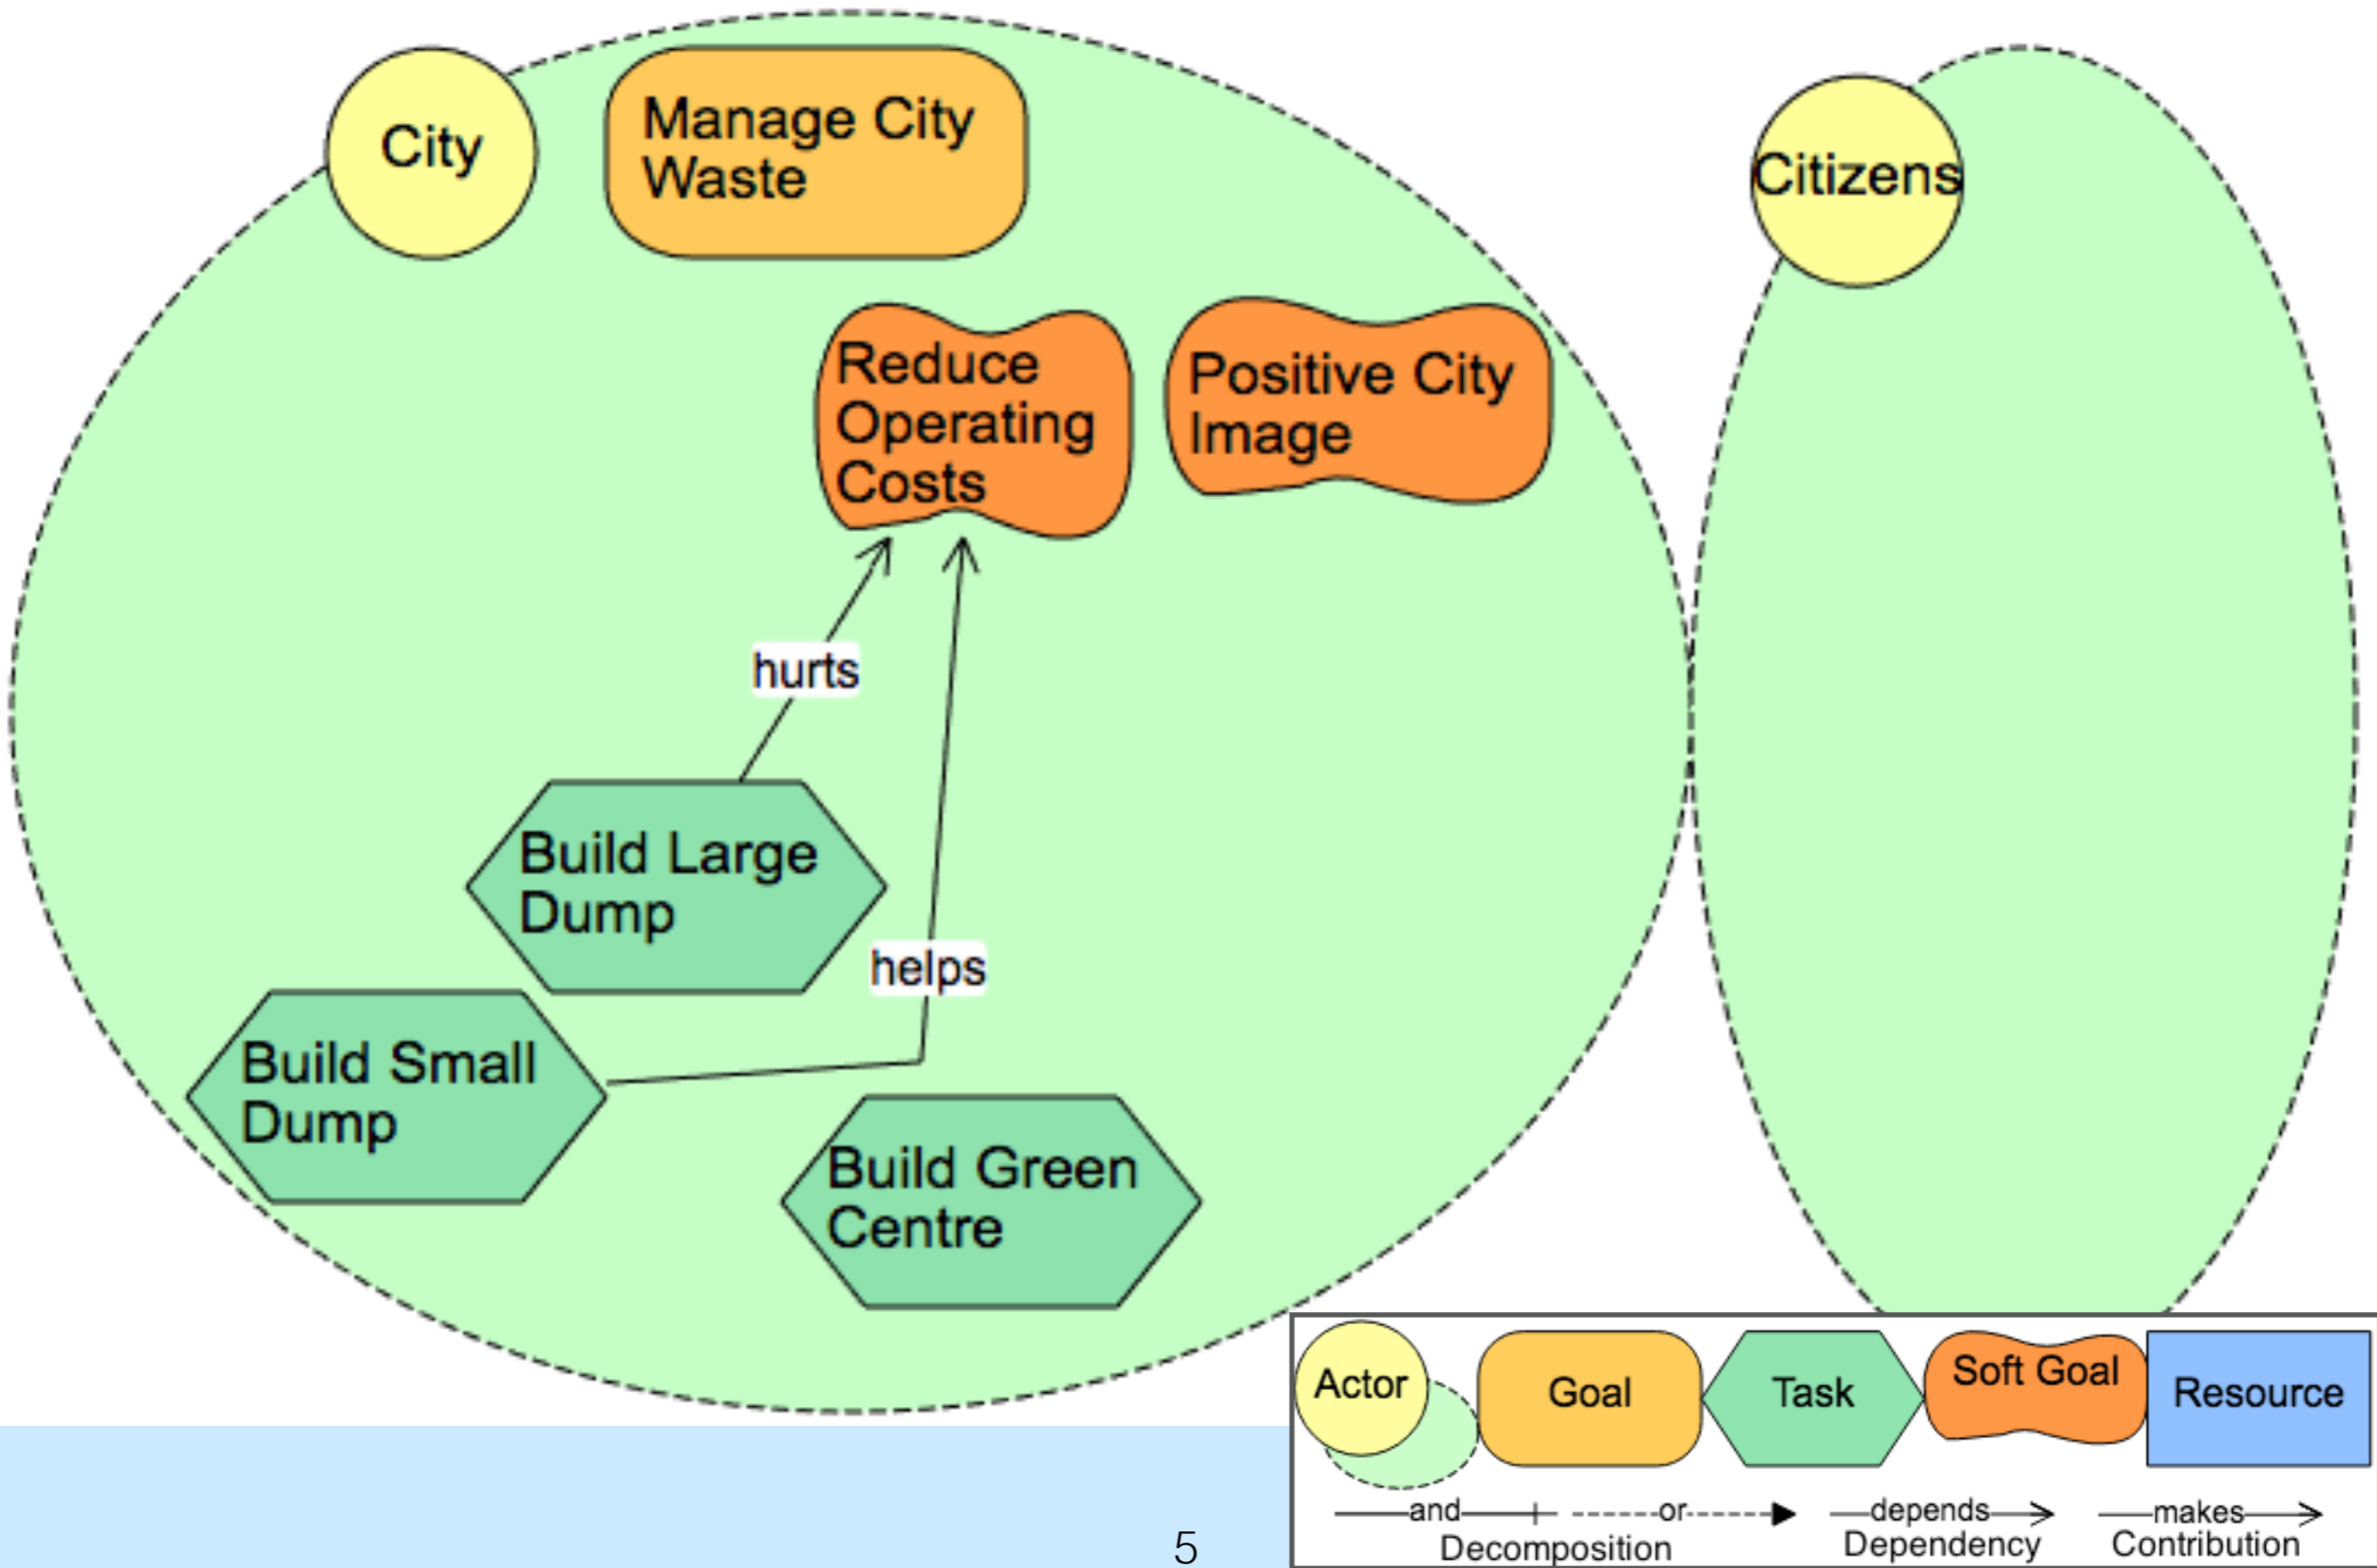 City
Manage City
Waste
Citizens
Reduce
Operating
Costs
Positive City
Image
hurts
Build Large
Dump
helps
Build Small
Dump
Build Green
Centre
Actor
Goal
Task
Soft Goal
Resource
and
or
depends
makes
Decomposition
Dependency
Contribution
5